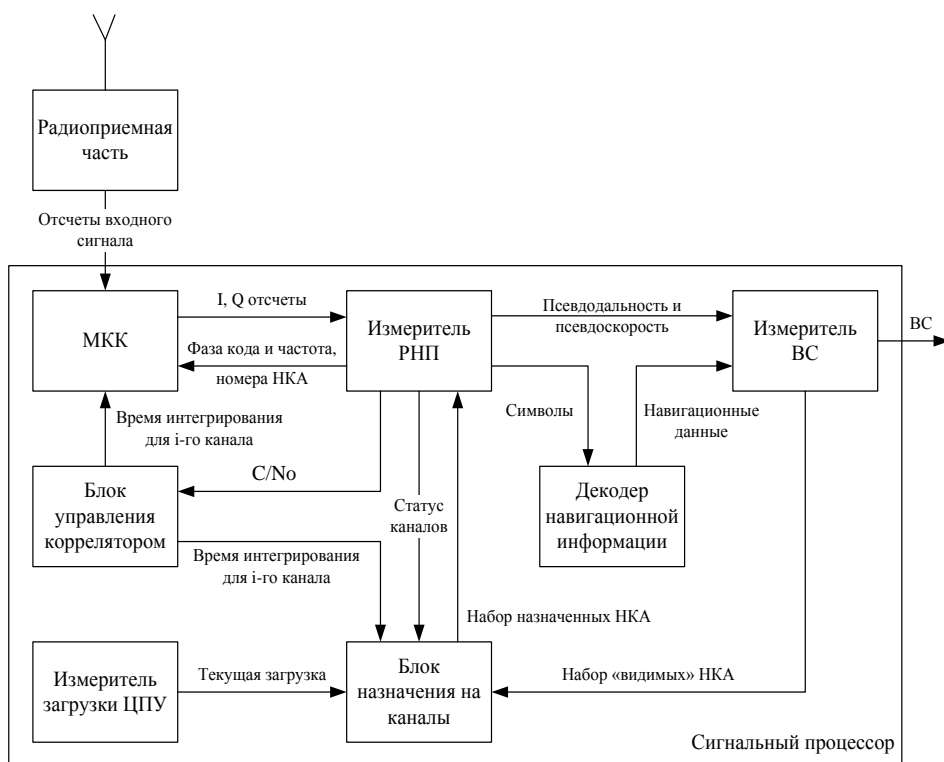 Радиоприемная
часть
Отсчеты входного
сигнала
МКК
I, Q отсчеты
Фаза кода и частота,
номера НКА
Измеритель
РНП
Псевдодальность и
псевдоскорость
Измеритель
ВС
ВС
Время интегрирования
для i-го канала
C/No
Символы
Навигационные
данные
Блок
управления
коррелятором
Статус
каналов
Декодер
навигационной
информации
Время интегрирования
для i-го канала
Набор назначенных НКА
Измеритель
загрузки ЦПУ
Текущая загрузка
Блок
назначения на
каналы
Набор «видимых» НКА
Сигнальный процессор